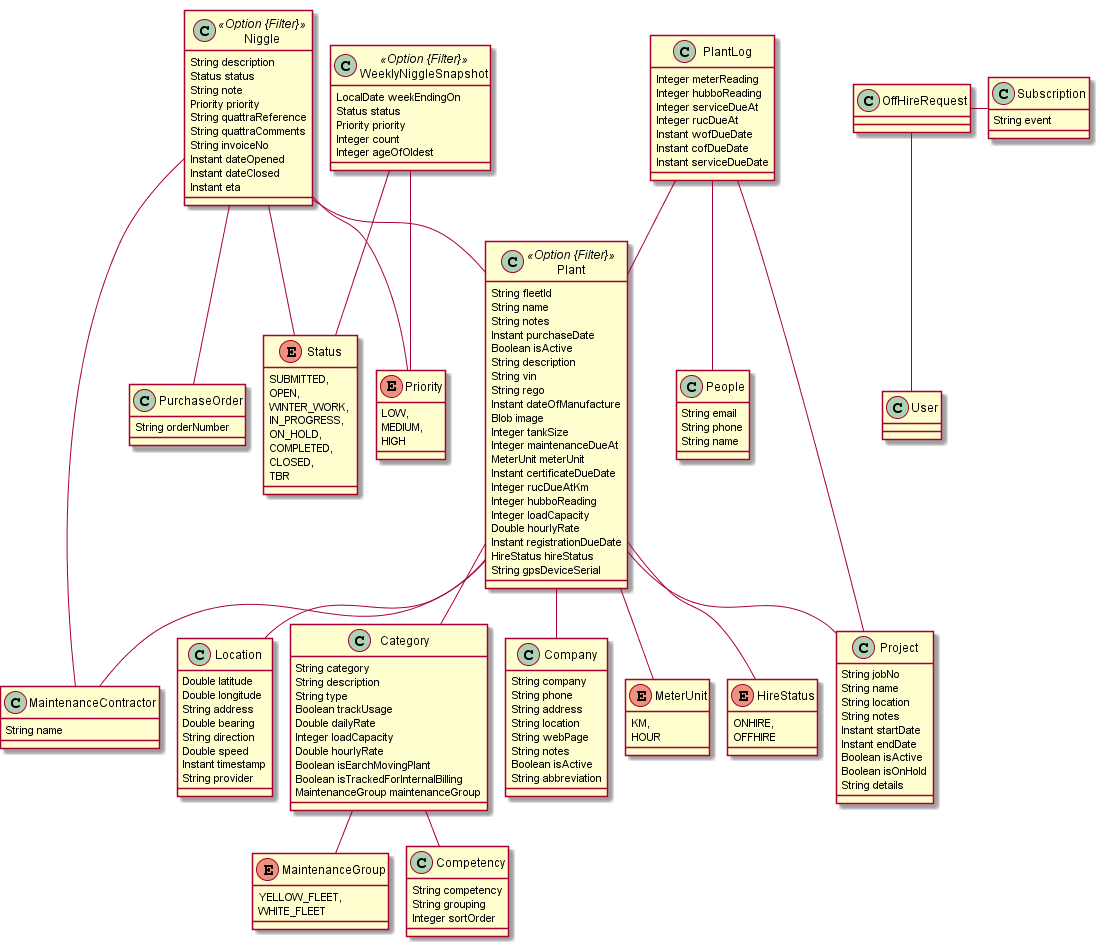 C «Option {Filter}»
Niggle
String description
Status status
String note
Priority priority
String quattraReference
String quattraComments
String invoiceNo
Instant dateOpened
Instant dateClosed
Instant eta
C «Option {Filter}»
WeeklyNiggleSnapshot
LocalDate weekEndingOn
Status status
Priority priority
Integer count
Integer ageOfOldest
C PlantLog
Integer meterReading
Integer hubboReading
Integer serviceDueAt
Integer rucDueAt
Instant wofDueDate
Instant cofDueDate
Instant serviceDueDate
C OffHireRequest
C Subscription
String event
C «Option {Filter}»
Plant
String fleetId
String name
String notes
Instant purchaseDate
Boolean isActive
String description
String vin
String rego
Instant dateOfManufacture
Blob image
Integer tankSize
Integer maintenanceDueAt
MeterUnit meterUnit
Instant certificateDueDate
Integer rucDueAtKm
Integer hubboReading
Integer loadCapacity
Double hourlyRate
Instant registrationDueDate
HireStatus hireStatus
String gpsDeviceSerial
C PurchaseOrder
String orderNumber
E Status
SUBMITTED,
OPEN,
WINTER_WORK,
IN_PROGRESS,
ON_HOLD,
COMPLETED,
CLOSED,
TBR
E Priority
LOW,
MEDIUM,
HIGH
C People
String email
String phone
String name
C User
C MaintenanceContractor
String name
C Location
Double latitude
Double longitude
String address
Double bearing
String direction
Double speed
Instant timestamp
String provider
C Category
String category
String description
String type
Boolean trackUsage
Double dailyRate
Integer loadCapacity
Double hourlyRate
Boolean isEarchMovingPlant
Boolean isTrackedForInternalBilling
MaintenanceGroup maintenanceGroup
C Company
String company
String phone
String address
String location
String webPage
String notes
Boolean isActive
String abbreviation
E MeterUnit
KM,
HOUR
E HireStatus
ONHIRE,
OFFHIRE
C Project
String jobNo
String name
String location
String notes
Instant startDate
Instant endDate
Boolean isActive
Boolean isOnHold
String details
E MaintenanceGroup
YELLOW_FLEET,
WHITE_FLEET
C Competency
String competency
String grouping
Integer sortOrder